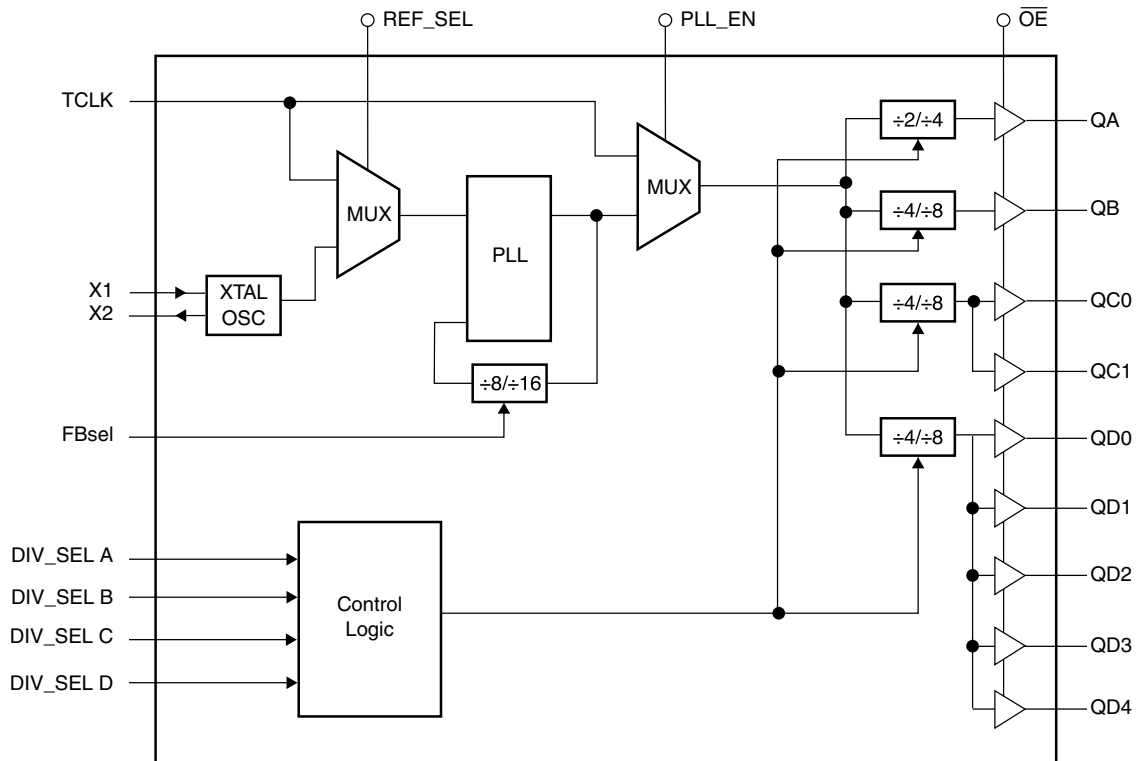 REF_SEL
PLL_EN
OE
TCLK
MUX
MUX
PLL
X1
X2
XTAL
OSC
÷8/÷16
FBsel
÷2/÷4
QA
÷4/÷8
QB
÷4/÷8
QC0
QC1
÷4/÷8
QD0
QD1
QD2
QD3
QD4
DIV_SEL A
DIV_SEL B
DIV_SEL C
DIV_SEL D
Control
Logic